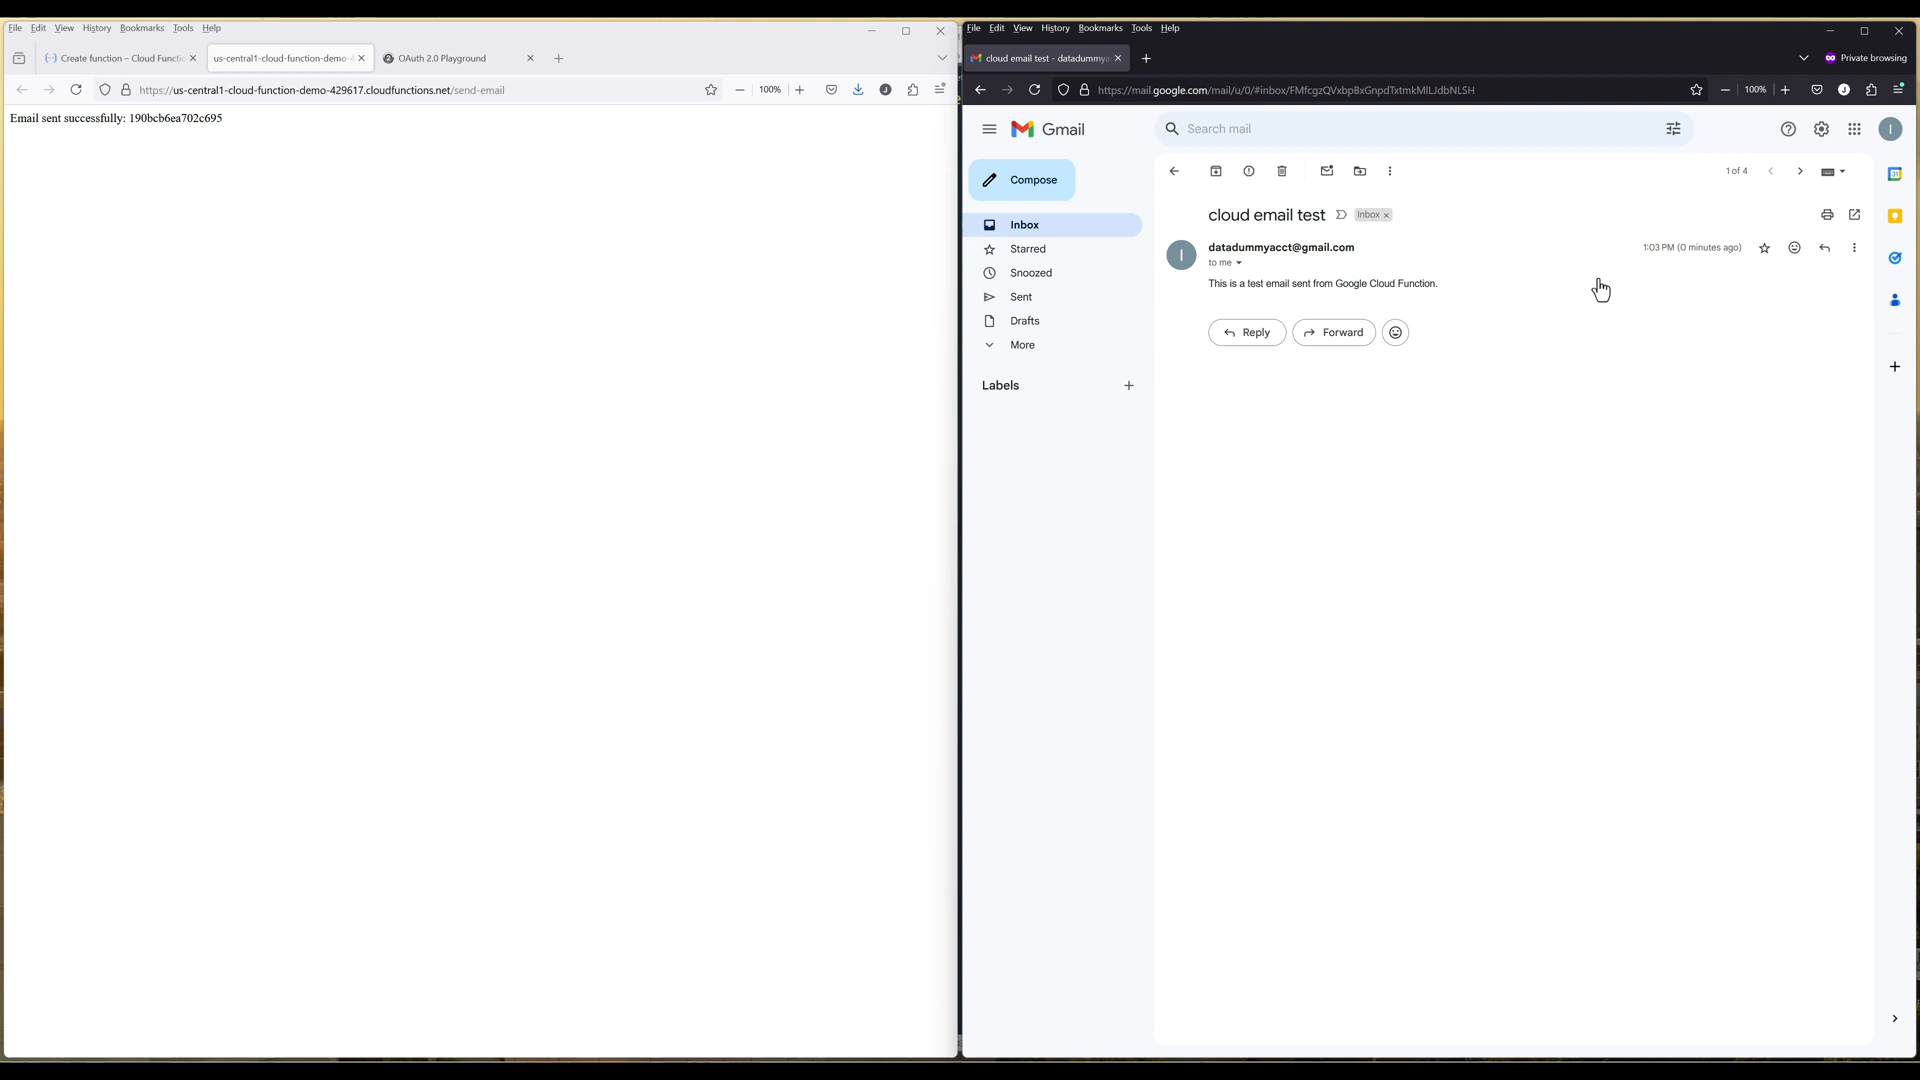 File Edit View History Bookmarks Tools Help
Create function – Cloud Functio
us-central1-cloud-function-demo-4
OAuth 2.0 Playground
https://us-central1-cloud-function-demo-429617.cloudfunctions.net/send-email
100%
Email sent successfully: 190bcb6ea702c695
File Edit View History Bookmarks Tools Help
cloud email test - datadummya
Private browsing
https://mail.google.com/mail/u/0/#inbox/FMfcgzQVxbpBxGnpdTxtmkMlLJdbNLSH
100%
Gmail
Search mail
Compose
1 of 4
Inbox
Starred
Snoozed
Sent
Drafts
More
Labels
cloud email test
Inbox
datadummyacct@gmail.com
1:03 PM (0 minutes ago)
to me
This is a test email sent from Google Cloud Function.
Reply
Forward